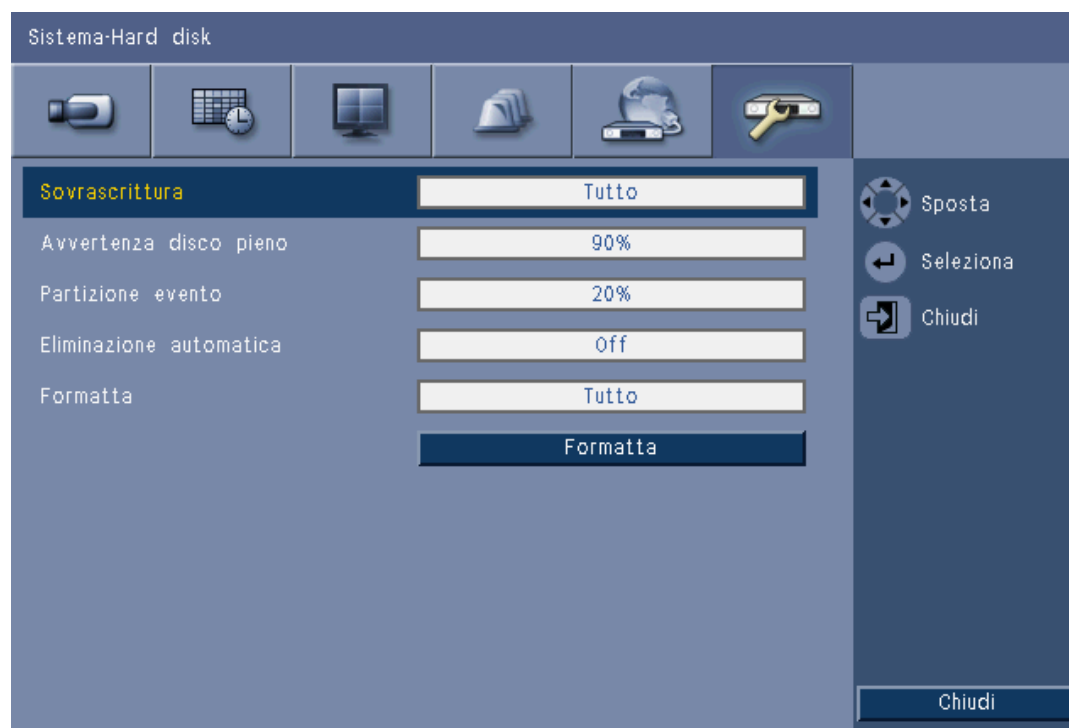 Sistema-Hard disk
Sovrascrittura Tutto
Avvertenza disco pieno 90%
Partizione evento 20%
Eliminazione automatica Off
Formatta Tutto
Formatta
Sposta
Seleziona
Chiudi
Chiudi